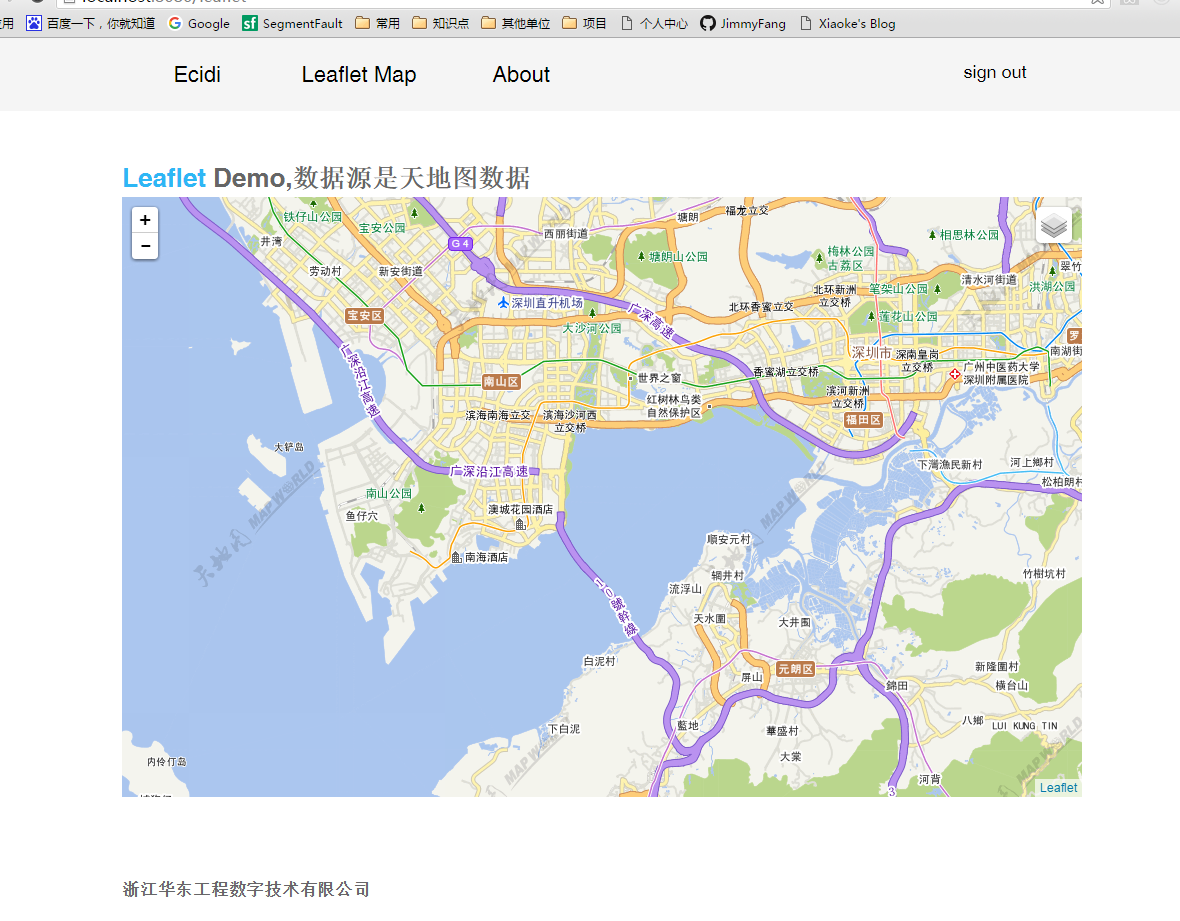 应用 百度一下，你就知道 Google SegmentFault 常用 知识点 其他单位 项目 个人中心 JimmyFang Xiaoke's Blog
Ecidi Leaflet Map About sign out
Leaflet Demo,数据源是天地图数据
+
-
铁仔山公园
宝安公园
塘朗
福龙立交
井湾
G4
西丽街道
相思林公园
梅林公园
古荔区
塘朗山公园
劳动村
新安街道
翠竹
清水河街道
洪湖公园
北环新洲
立交桥
笔架山公园
深圳直升机场
北环香蜜立交
宝安区
广深高速
莲花山公园
大沙河公园
罗
广深沿江高速
深圳市
深南皇岗
立交桥
南湖街
广州中医药大学
深圳附属医院
香蜜湖立交桥
南山区
世界之窗
滨河新洲
立交桥
红树林鸟类
自然保护区
滨海南海立交
滨海沙河西
立交桥
福田区
大铲岛
下灣漁民新村
河上鄉村
广深沿江高速
松柏朗村
南山公园
MAP WORLD
澳城花园酒店
鱼仔穴
順安元村
南海酒店
天地图
輞井村
竹樹坑村
流浮山
10號幹線
天水圍
大井围
白泥村
元朗区
新隆圍村
屏山
錦田
橫台山
下白泥
藍地
華盛村
八鄉
LUI KUNG TIN
大棠
内伶仃岛
河背
3
Leaflet
浙江华东工程数字技术有限公司